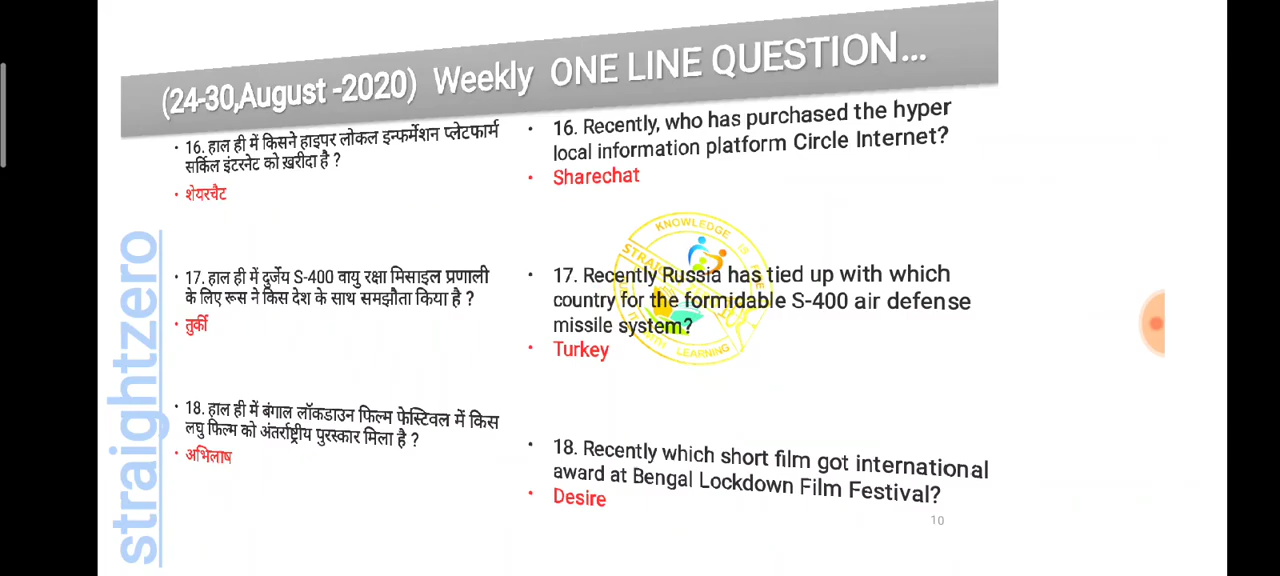 (24-30,August -2020) Weekly ONE LINE QUESTION...
• 16. हाल ही में किसने हाइपर लोकल इन्फर्मेशन प्लेटफार्म
सर्किल इंटरनेट को ख़रीदा है ?
• शेयरचैट
• 17. हाल ही में दुर्जेय S-400 वायु रक्षा मिसाइल प्रणाली
के लिए रूस ने किस देश के साथ समझौता किया है ?
• तुर्की
• 18. हाल ही में बंगाल लॉकडाउन फिल्म फेस्टिवल में किस
लघु फिल्म को अंतर्राष्ट्रीय पुरस्कार मिला है ?
• अभिलाष
• 16. Recently, who has purchased the hyper
local information platform Circle Internet?
• Sharechat
• 17. Recently Russia has tied up with which
country for the formidable S-400 air defense
missile system?
• Turkey
• 18. Recently which short film got international
award at Bengal Lockdown Film Festival?
• Desire
10
straightzero
KNOWLEDGE IS
WITH LEARNING